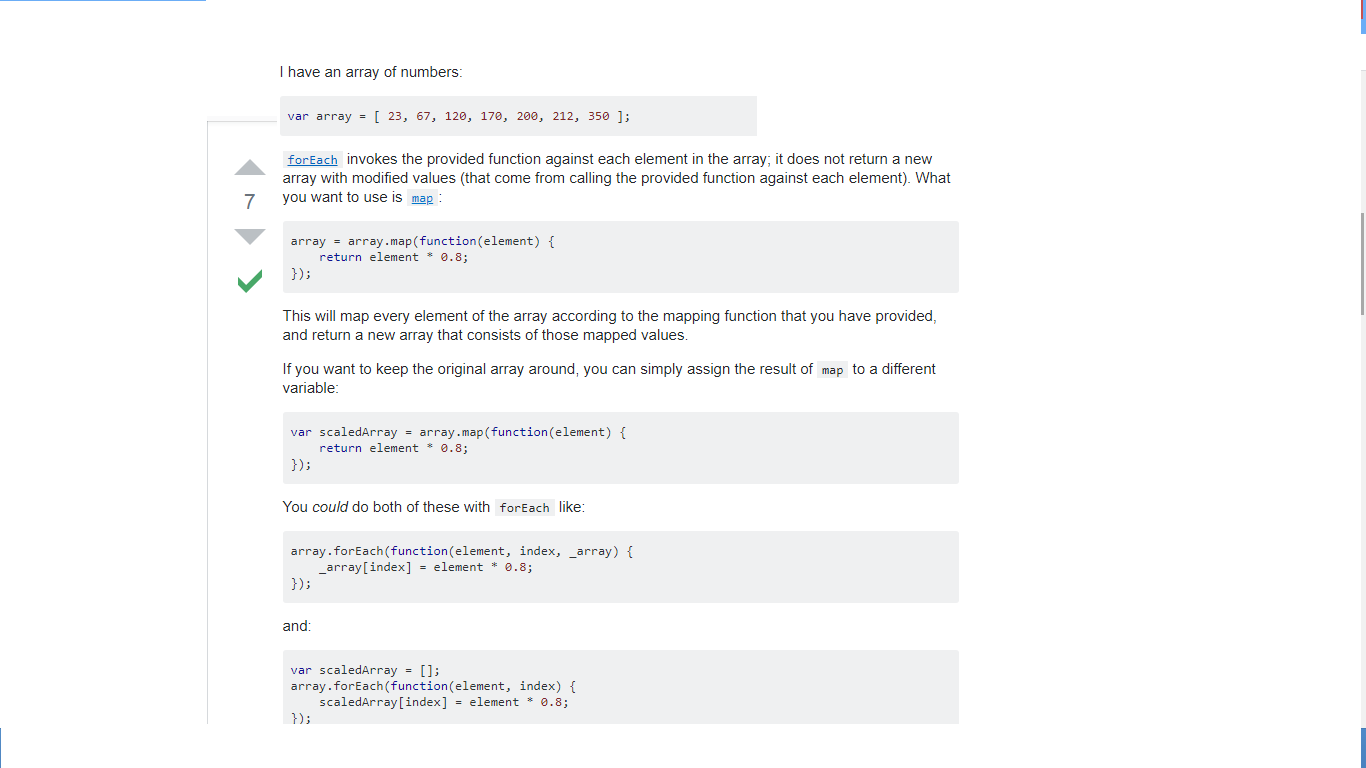 I have an array of numbers:
var array = [ 23, 67, 120, 170, 200, 212, 350 ];
forEach invokes the provided function against each element in the array; it does not return a new
array with modified values (that come from calling the provided function against each element). What
7
you want to use is map :
array = array.map(function(element) {
    return element * 0.8;
});
This will map every element of the array according to the mapping function that you have provided,
and return a new array that consists of those mapped values.
If you want to keep the original array around, you can simply assign the result of map to a different
variable:
var scaledArray = array.map(function(element) {
    return element * 0.8;
});
You could do both of these with forEach like:
array.forEach(function(element, index, _array) {
    _array[index] = element * 0.8;
});
and:
var scaledArray = [];
array.forEach(function(element, index) {
    scaledArray[index] = element * 0.8;
});